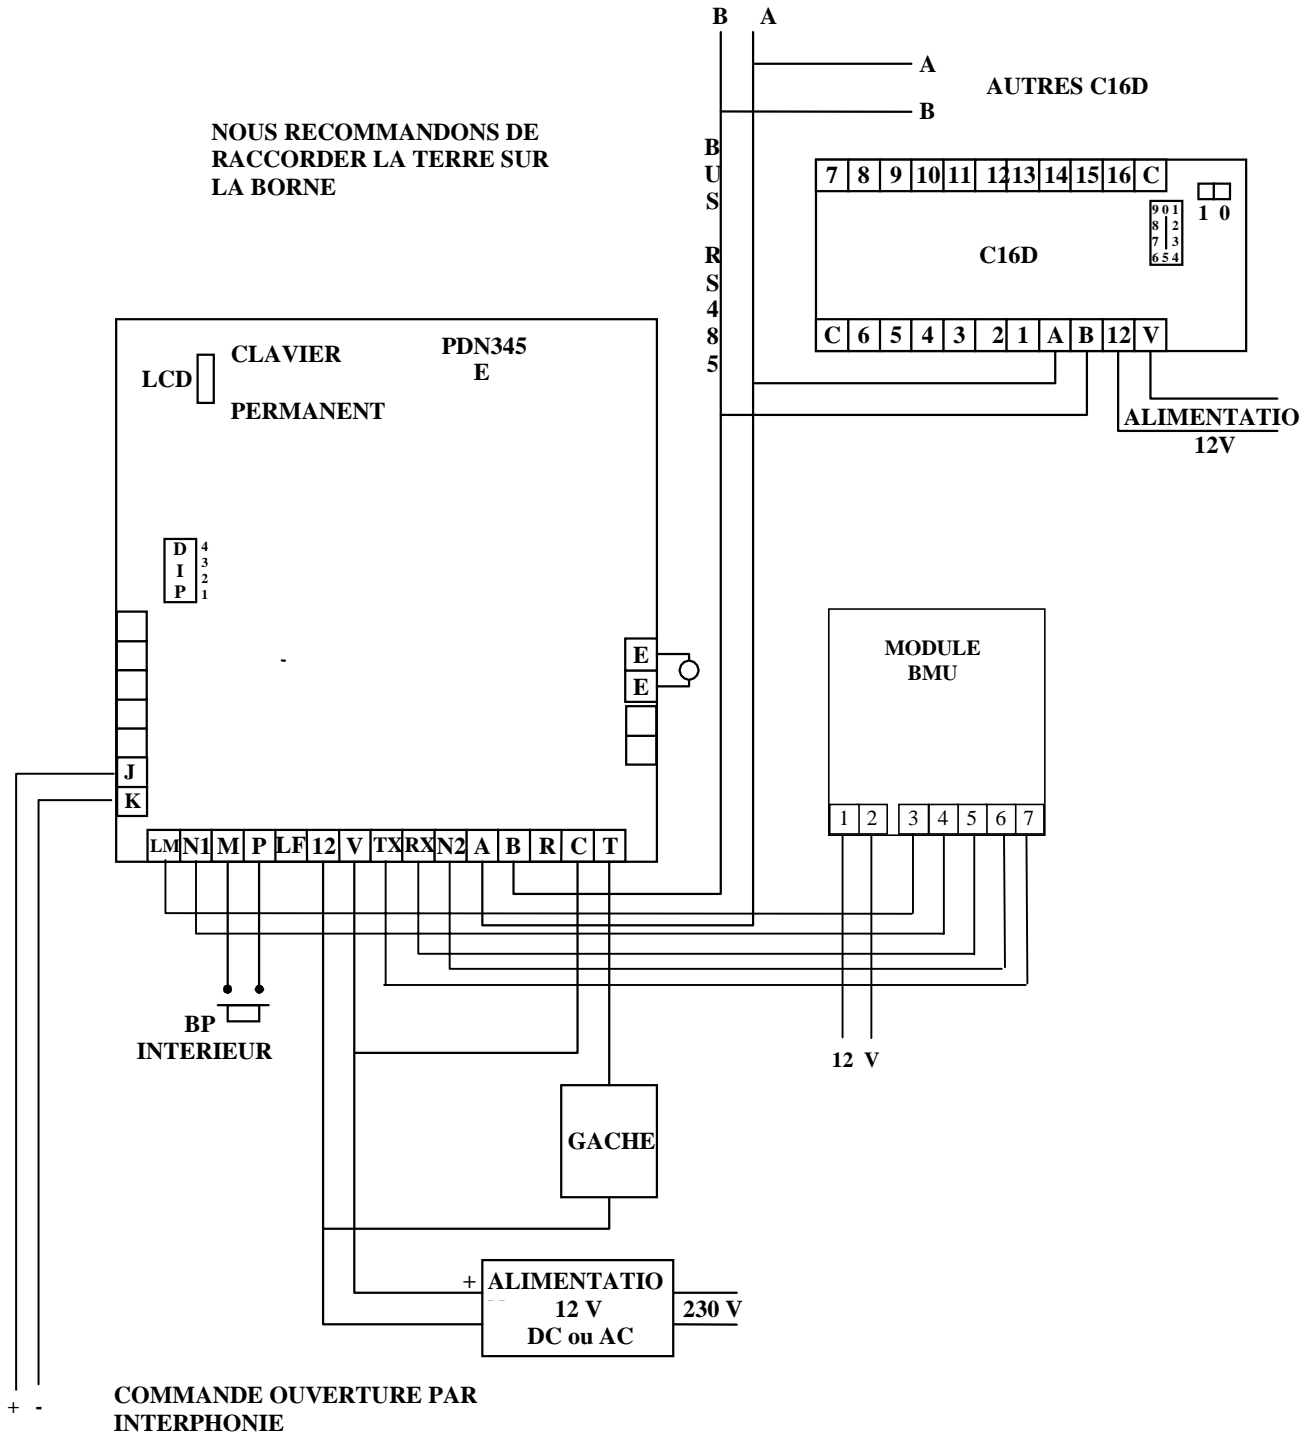 B A
A
AUTRES C16D
B
NOUS RECOMMANDONS DE
RACCORDER LA TERRE SUR
LA BORNE
BUS RS485
7 8 9 10 11 12 13 14 15 16 C
1 0
9 0 1
8 2
7 3
6 5 4
C16D
C 6 5 4 3 2 1 A B 12 V
ALIMENTATIO
12V
CLAVIER
LCD
PERMANENT
PDN345
E
DIP
4
3
2
1
E
E
J
K
MODULE
BMU
1 2 3 4 5 6 7
LM N1 M P LF 12 V TX RX N2 A B R C T
BP
INTERIEUR
12 V
GACHE
+ ALIMENTATIO
12 V
DC ou AC
230 V
COMMANDE OUVERTURE PAR
INTERPHONIE
+ -